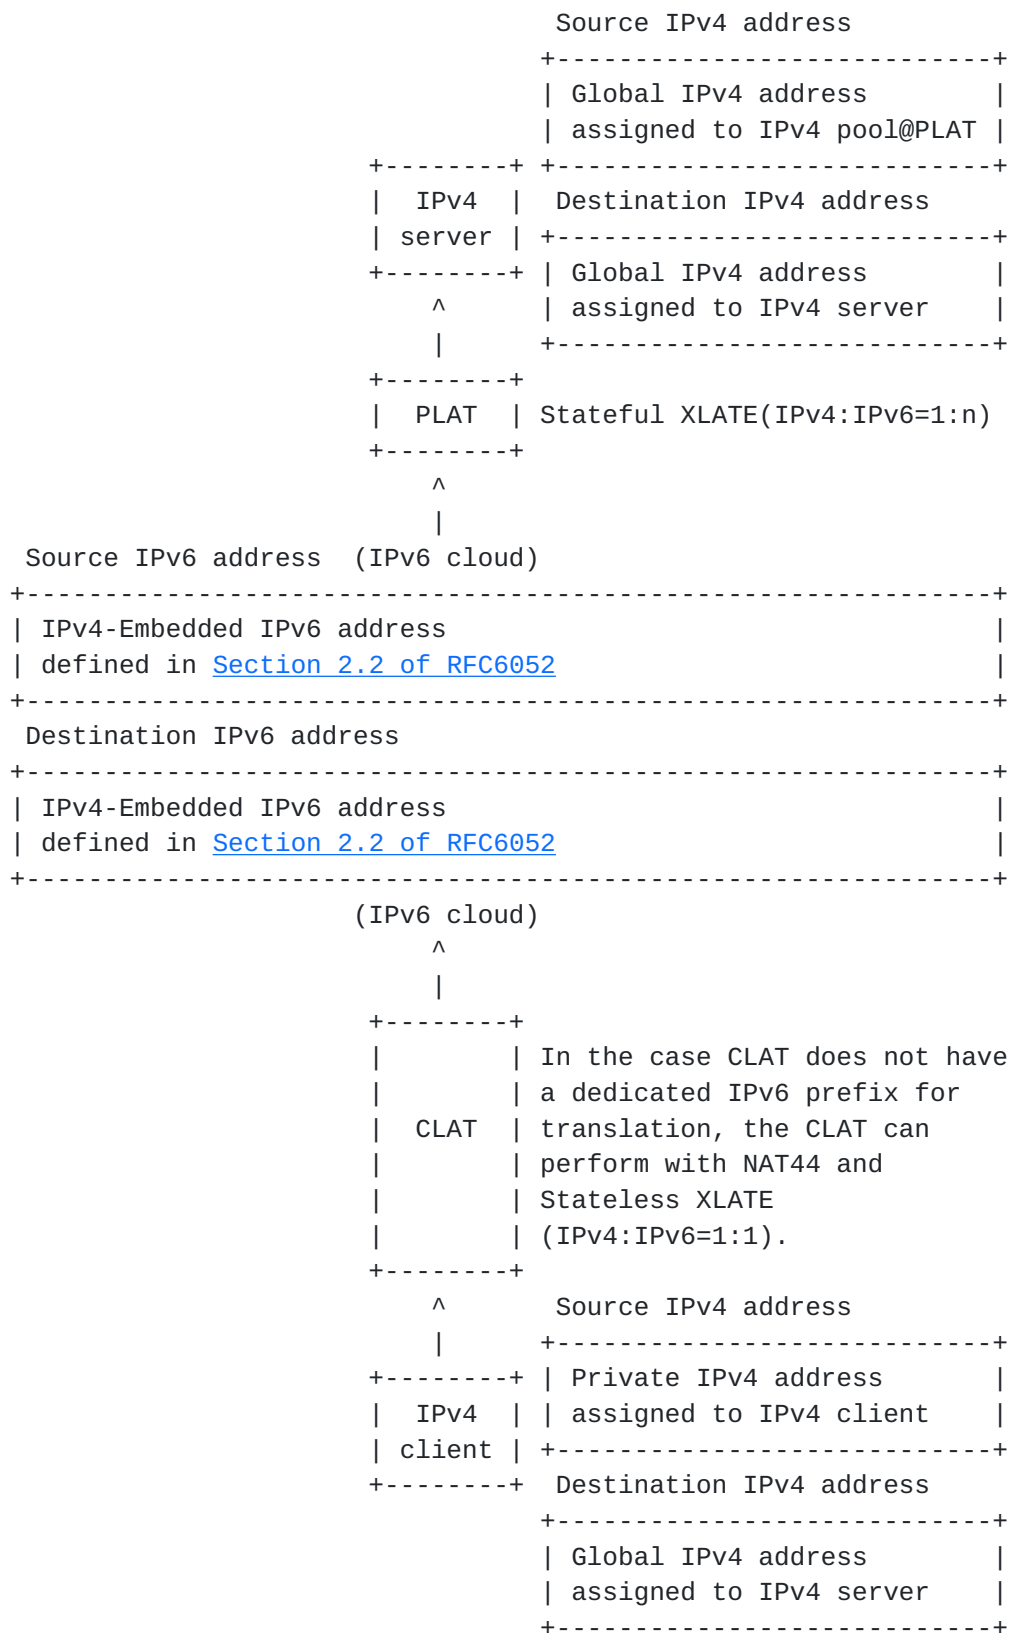 Source IPv4 address
                                  +----------------------------+
                                  | Global IPv4 address        |
                                  | assigned to IPv4 pool@PLAT |
                       +--------+ +----------------------------+
                       |  IPv4  |  Destination IPv4 address
                       | server | +----------------------------+
                       +--------+ | Global IPv4 address        |
                           ^      | assigned to IPv4 server    |
                           |      +----------------------------+
                       +--------+
                       |  PLAT  | Stateful XLATE(IPv4:IPv6=1:n)
                       +--------+
                           ^
                           |
 Source IPv6 address  (IPv6 cloud)
+--------------------------------------------------------------+
| IPv4-Embedded IPv6 address                                   |
| defined in Section 2.2 of RFC6052                            |
+--------------------------------------------------------------+
 Destination IPv6 address
+--------------------------------------------------------------+
| IPv4-Embedded IPv6 address                                   |
| defined in Section 2.2 of RFC6052                            |
+--------------------------------------------------------------+
                      (IPv6 cloud)
                           ^
                           |
                       +--------+
                       |        | In the case CLAT does not have
                       |        | a dedicated IPv6 prefix for
                       |  CLAT  | translation, the CLAT can
                       |        | perform with NAT44 and
                       |        | Stateless XLATE
                       |        | (IPv4:IPv6=1:1).
                       +--------+
                           ^       Source IPv4 address
                           |      +----------------------------+
                       +--------+ | Private IPv4 address       |
                       |  IPv4  | | assigned to IPv4 client    |
                       | client | +----------------------------+
                       +--------+  Destination IPv4 address
                                  +----------------------------+
                                  | Global IPv4 address        |
                                  | assigned to IPv4 server    |
                                  +----------------------------+